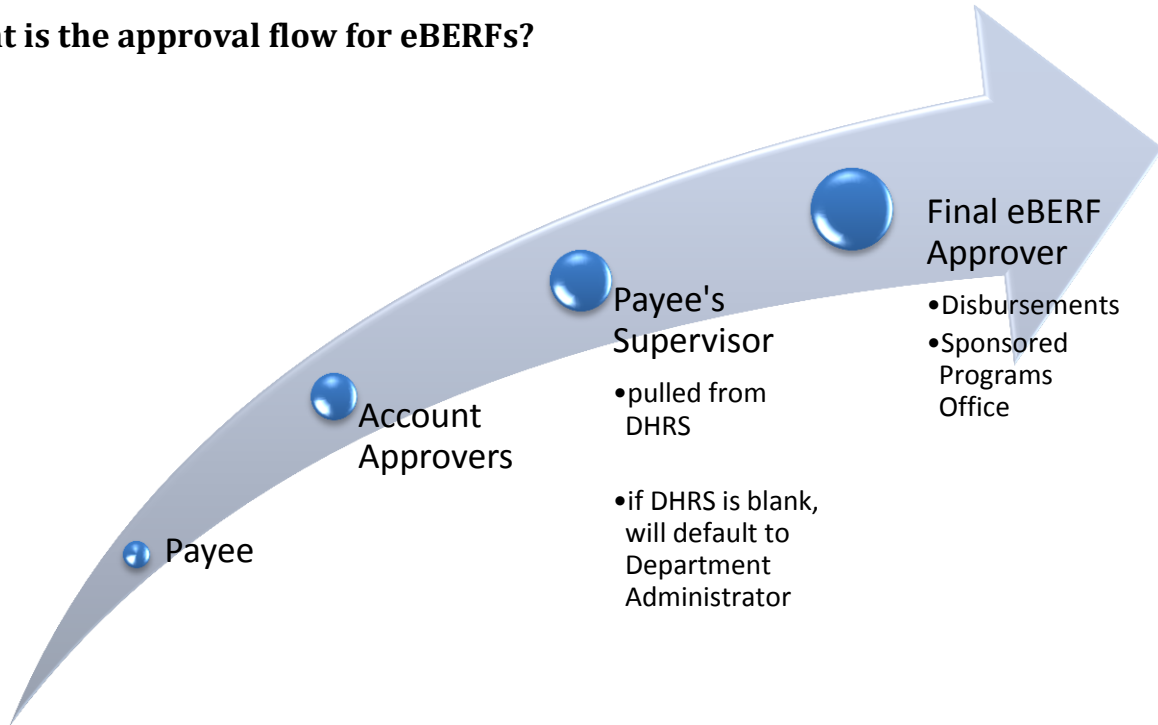 t is the approval flow for eBERFs?
Payee
Account
Approvers
Payee's
Supervisor
•pulled from
DHRS
•if DHRS is blank,
will default to
Department
Administrator
Final eBERF
Approver
•Disbursements
•Sponsored
Programs
Office